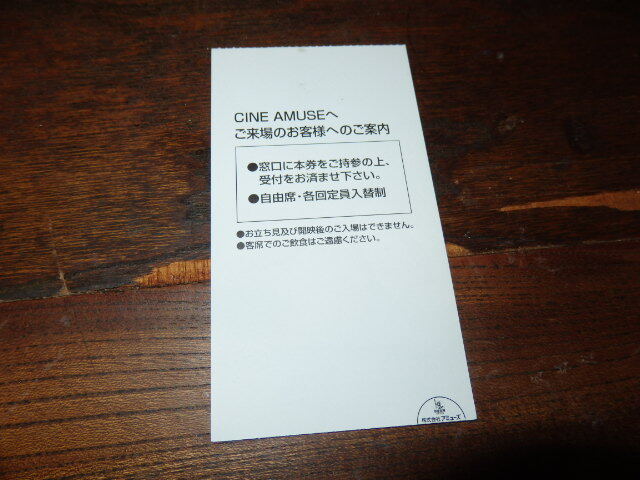 CINE AMUSEへ
ご来場のお客様へのご案内
●窓口に本券をご持参の上、
受付をお済ませ下さい。
●自由席・各回定員入替制
●お立ち見及び開映後のご入場はできません。
●客席でのご飲食はご遠慮ください。
株式会社アミューズ